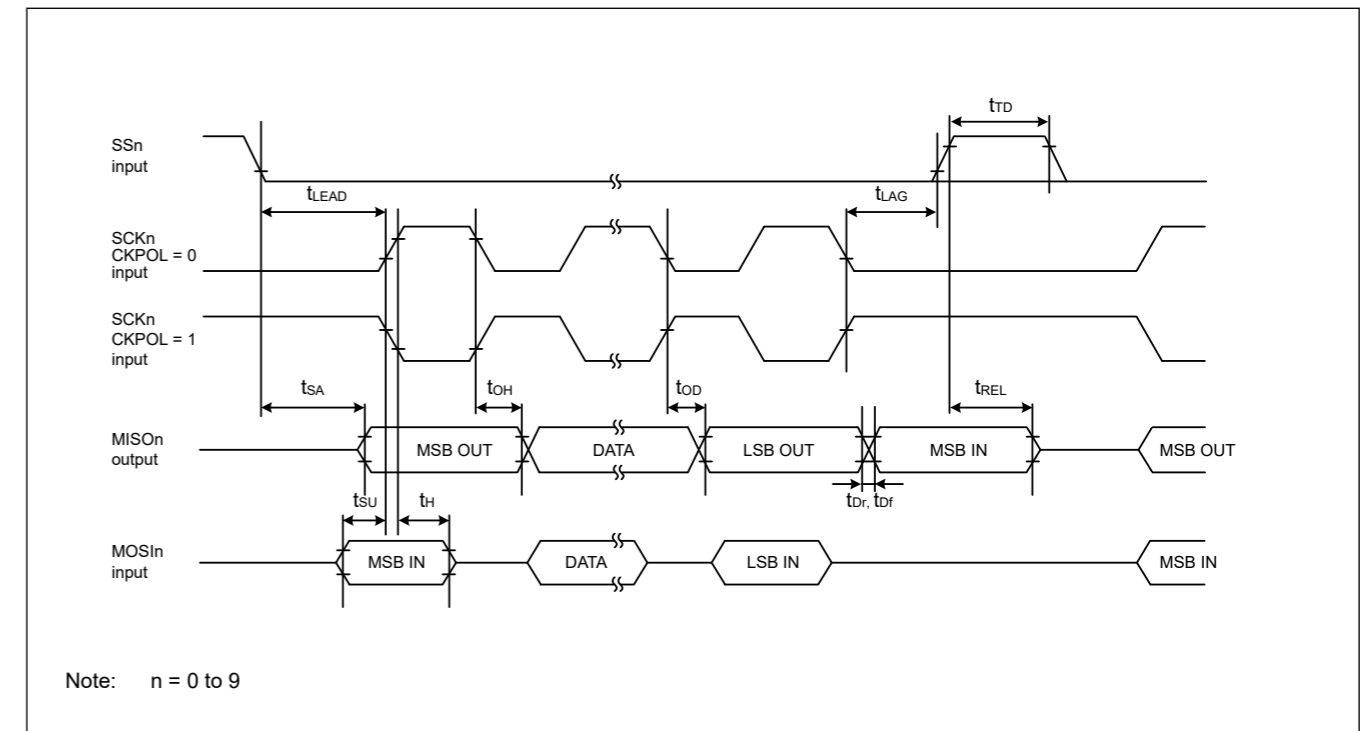 tTD
SSn
input
tLEAD
tLAG
SCKn
CKPOL = 0
input
SCKn
CKPOL = 1
input
tSA
tOH
tOD
tREL
MISOn
output
MSB OUT
DATA
LSB OUT
MSB IN
MSB OUT
tDr, tDf
tSU
tH
MOSIn
input
MSB IN
DATA
LSB IN
MSB IN
Note: n = 0 to 9